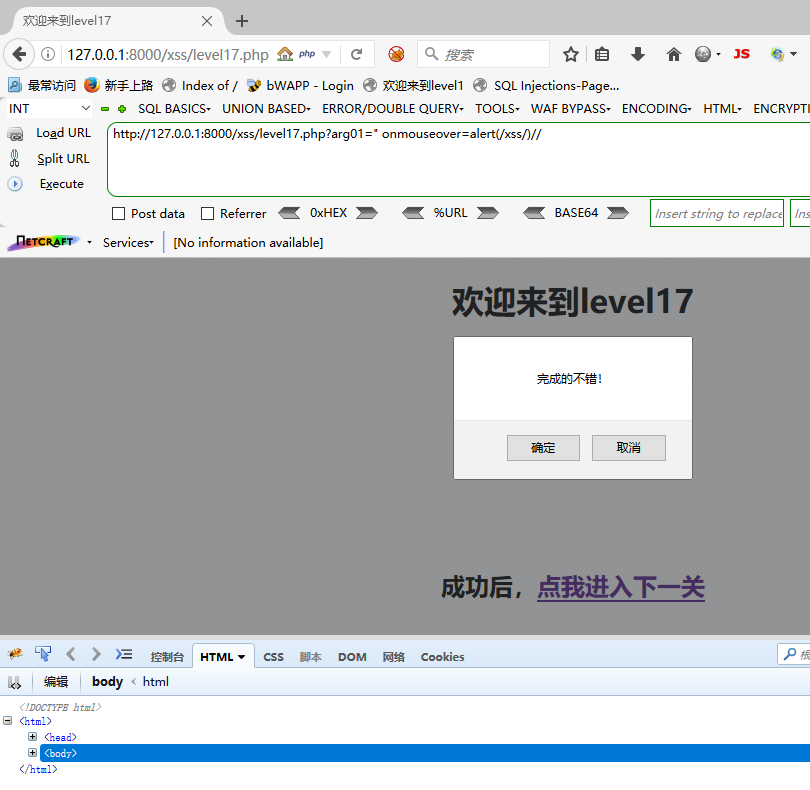 欢迎来到level17
127.0.0.1:8000/xss/level17.php php 搜索 JS
最常访问 新手上路 Index of / bWAPP - Login 欢迎来到level1 SQL Injections-Page...
INT SQL BASICS UNION BASED ERROR/DOUBLE QUERY TOOLS WAF BYPASS ENCODING HTML ENCRYPTI
Load URL http://127.0.0.1:8000/xss/level17.php?arg01=" onmouseover=alert(/xss/)//
Split URL
Execute
Post data Referrer 0xHEX %URL BASE64 Insert string to replace Ins
NETCRAFT Services [No information available]
欢迎来到level17
完成的不错！
确定 取消
成功后，点我进入下一关
控制台 HTML CSS 脚本 DOM 网络 Cookies
编辑 body < html
<!DOCTYPE html>
<html>
<head>
<body>
</html>